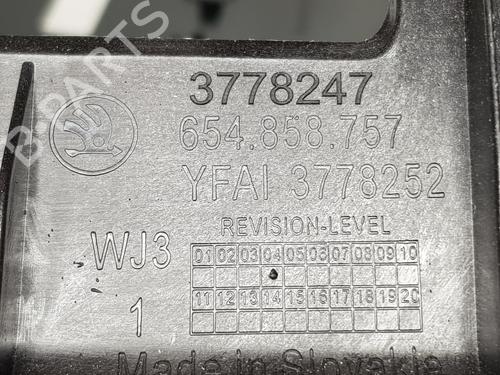 3778247
654.858.757
YFAI 3778252
REVISION-LEVEL
WJ3
01 02 03 04 05 06 07 08 09 10
11 12 13 14 15 16 17 18 19 20
1
Made in Slovakia
B-PARTS